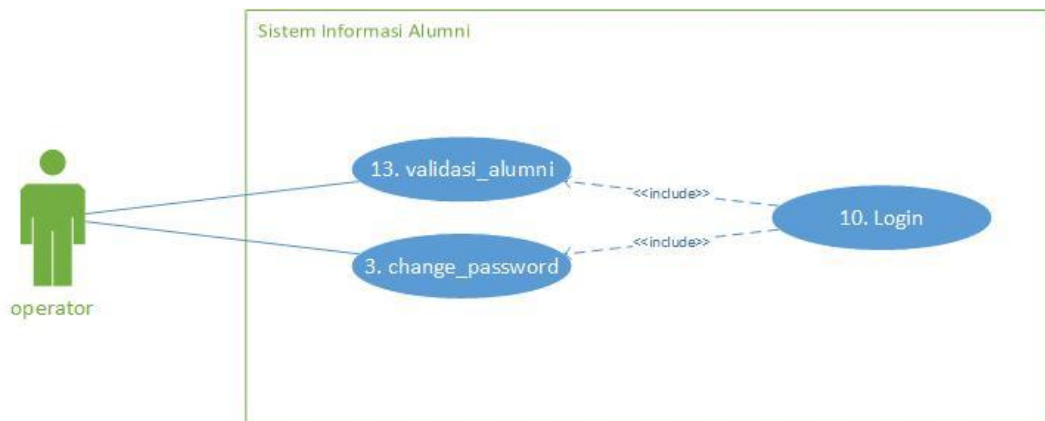 Sistem Informasi Alumni
13. validasi_alumni
<<include>>
10. Login
<<include>>
3. change_password
operator